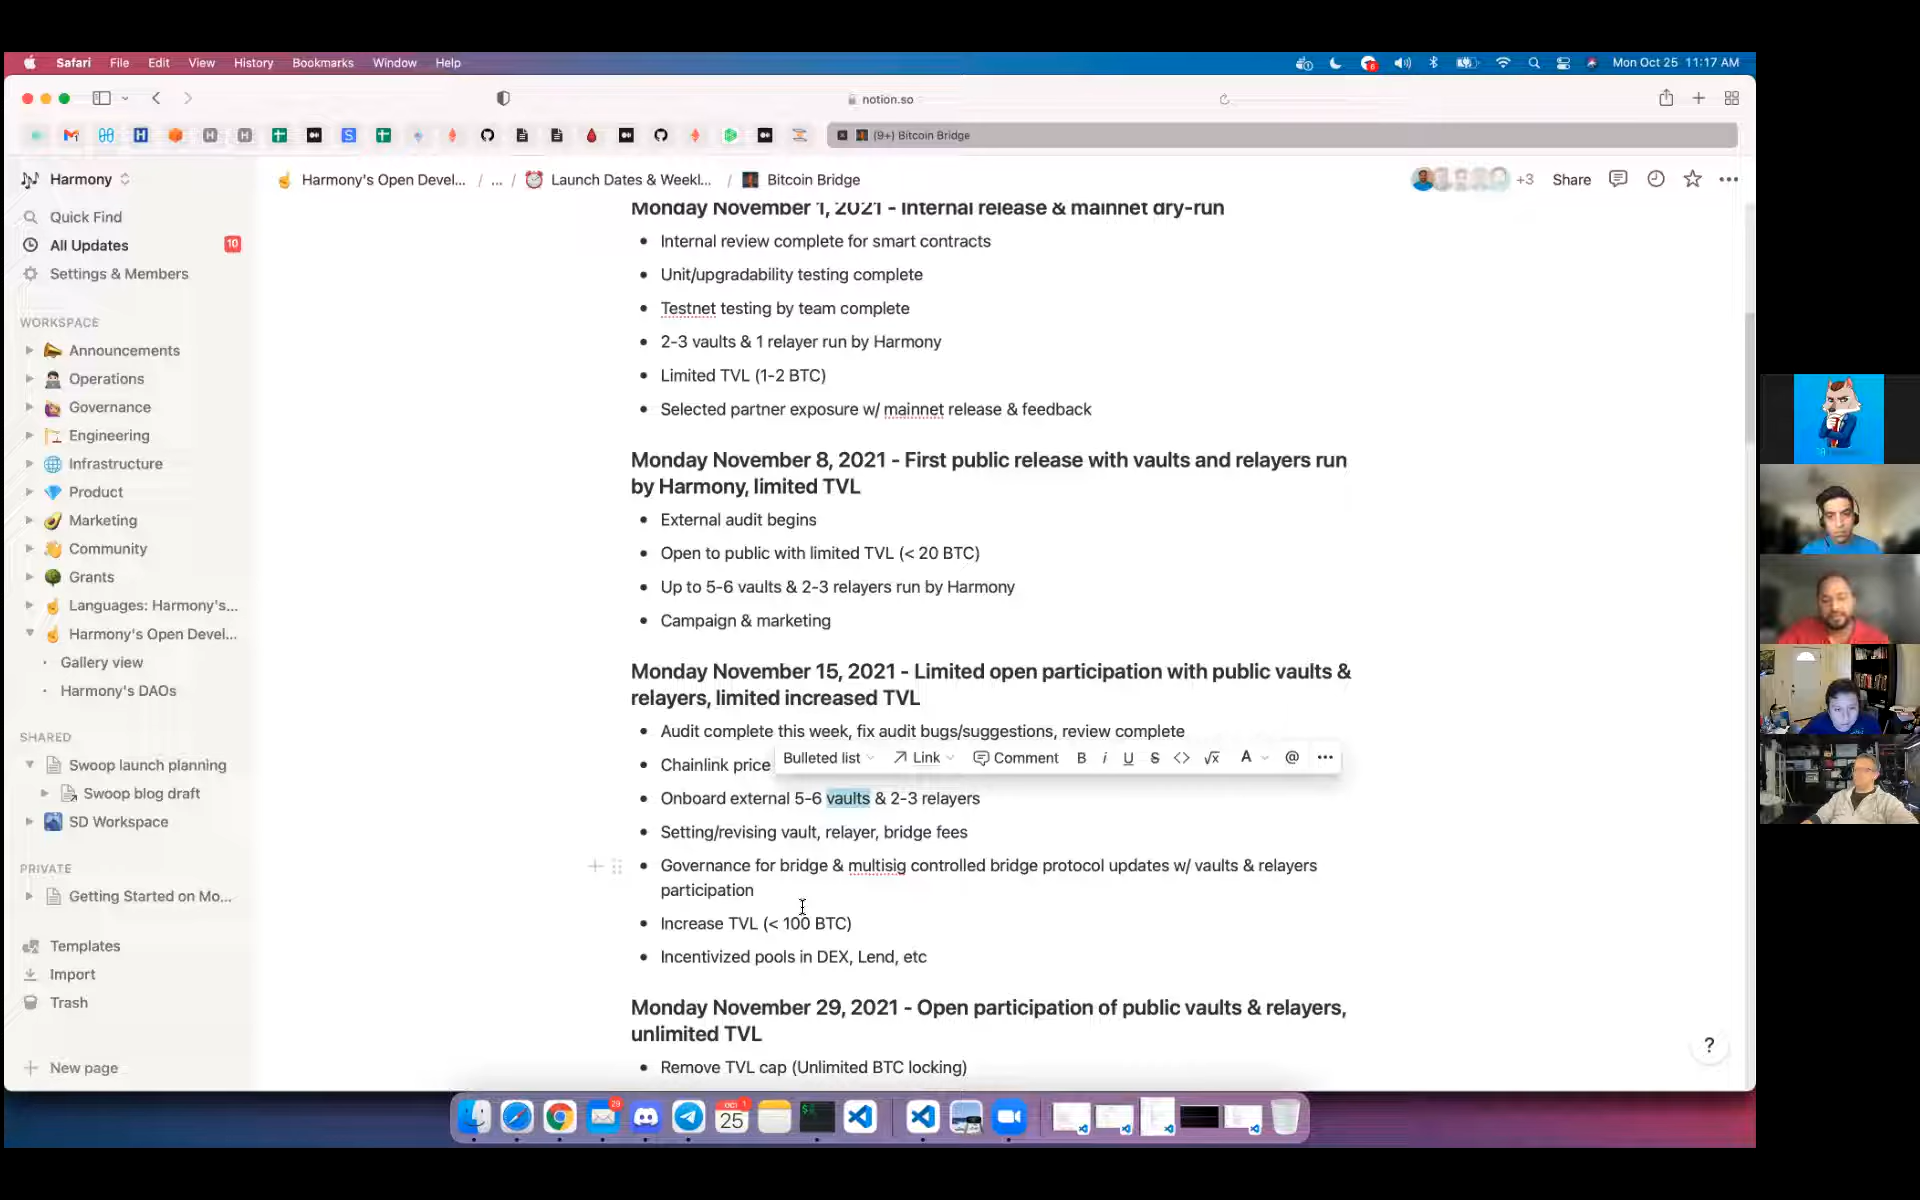 Safari File Edit View History Bookmarks Window Help
Mon Oct 25 11:17 AM
notion.so
(9+) Bitcoin Bridge
Harmony
Harmony's Open Devel... / ... / Launch Dates & Weekl... / Bitcoin Bridge
+3 Share
Quick Find
All Updates 10
Settings & Members
WORKSPACE
Announcements
Operations
Governance
Engineering
Infrastructure
Product
Marketing
Community
Grants
Languages: Harmony's...
Harmony's Open Devel...
Gallery view
Harmony's DAOs
SHARED
Swoop launch planning
Swoop blog draft
SD Workspace
PRIVATE
Getting Started on Mo...
Templates
Import
Trash
New page
Monday November 1, 2021 - Internal release & mainnet dry-run
Internal review complete for smart contracts
Unit/upgradability testing complete
Testnet testing by team complete
2-3 vaults & 1 relayer run by Harmony
Limited TVL (1-2 BTC)
Selected partner exposure w/ mainnet release & feedback
Monday November 8, 2021 - First public release with vaults and relayers run
by Harmony, limited TVL
External audit begins
Open to public with limited TVL (< 20 BTC)
Up to 5-6 vaults & 2-3 relayers run by Harmony
Campaign & marketing
Monday November 15, 2021 - Limited open participation with public vaults &
relayers, limited increased TVL
Audit complete this week, fix audit bugs/suggestions, review complete
Bulleted list Link Comment B i U S <> √x A @ •••
Chainlink price
Onboard external 5-6 vaults & 2-3 relayers
Setting/revising vault, relayer, bridge fees
Governance for bridge & multisig controlled bridge protocol updates w/ vaults & relayers
participation
Increase TVL (< 100 BTC)
Incentivized pools in DEX, Lend, etc
Monday November 29, 2021 - Open participation of public vaults & relayers,
unlimited TVL
Remove TVL cap (Unlimited BTC locking)
?
29
OCT 1
25